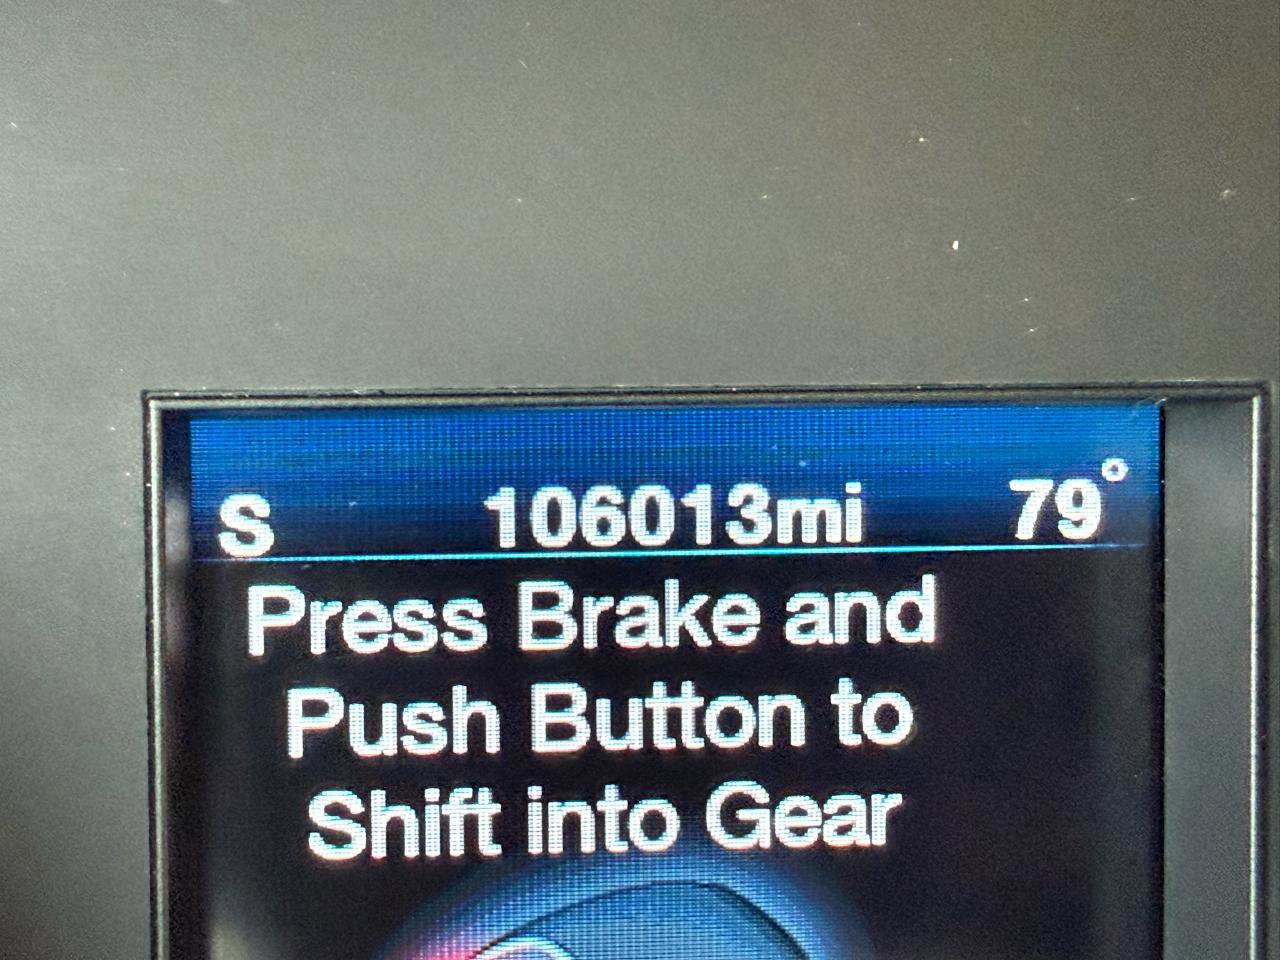 S 106013mi 79°
Press Brake and
Push Button to
Shift into Gear